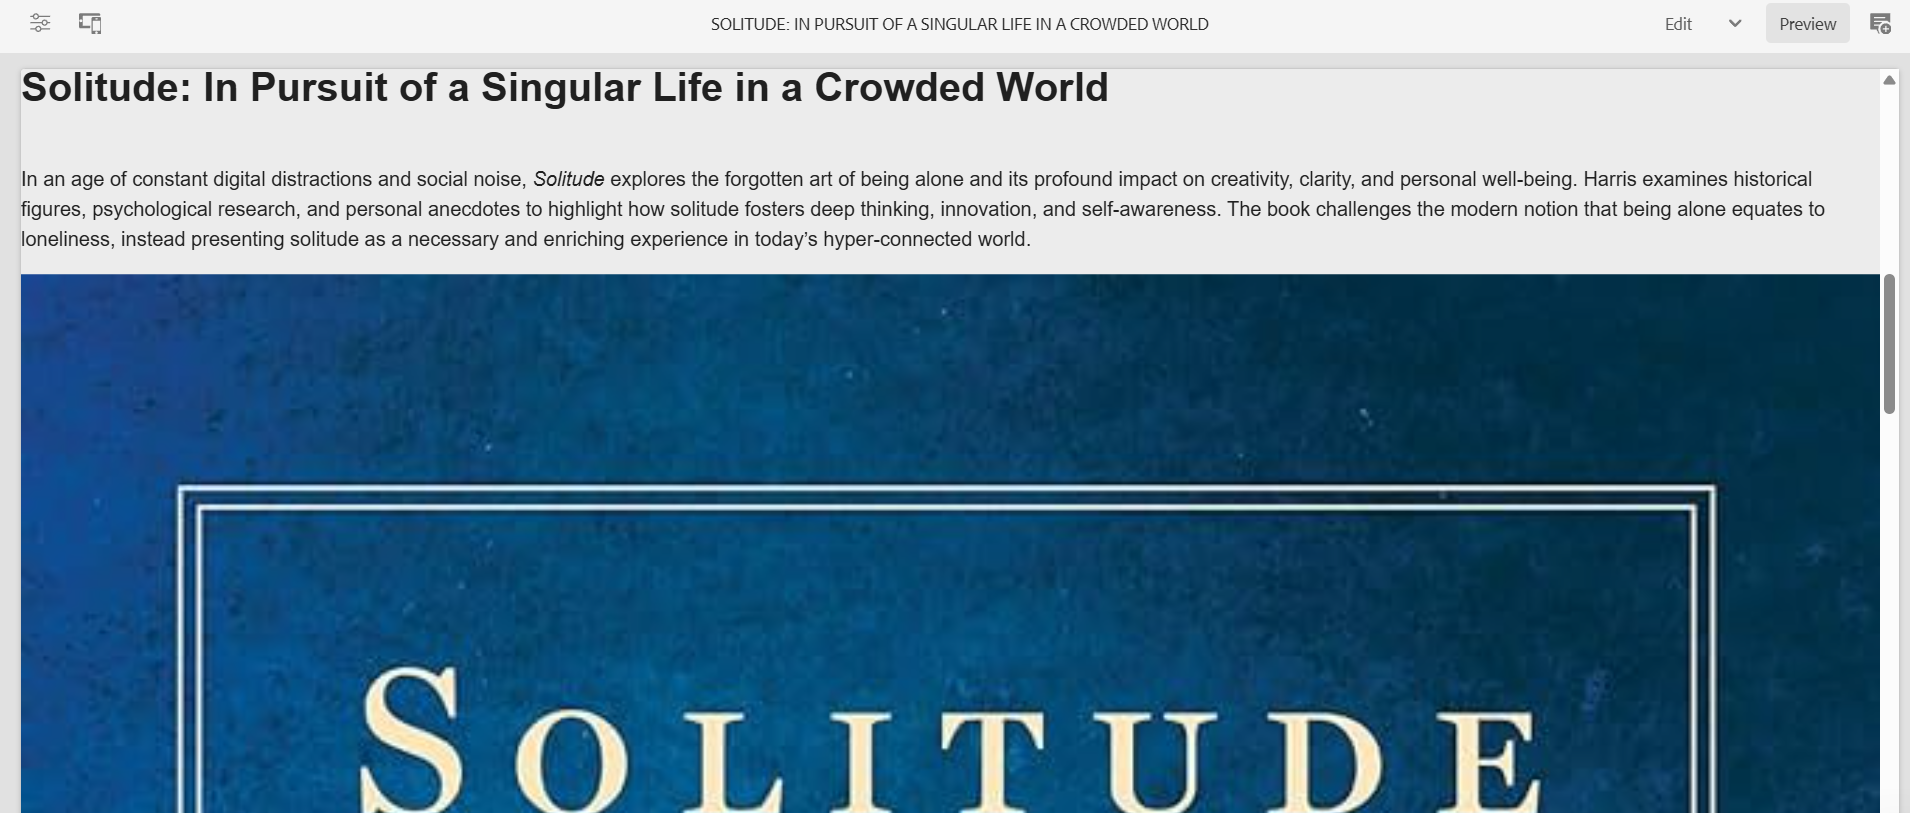 SOLITUDE: IN PURSUIT OF A SINGULAR LIFE IN A CROWDED WORLD
Edit
Preview
Solitude: In Pursuit of a Singular Life in a Crowded World
In an age of constant digital distractions and social noise, Solitude explores the forgotten art of being alone and its profound impact on creativity, clarity, and personal well-being. Harris examines historical
figures, psychological research, and personal anecdotes to highlight how solitude fosters deep thinking, innovation, and self-awareness. The book challenges the modern notion that being alone equates to
loneliness, instead presenting solitude as a necessary and enriching experience in today’s hyper-connected world.
SOLITUDE